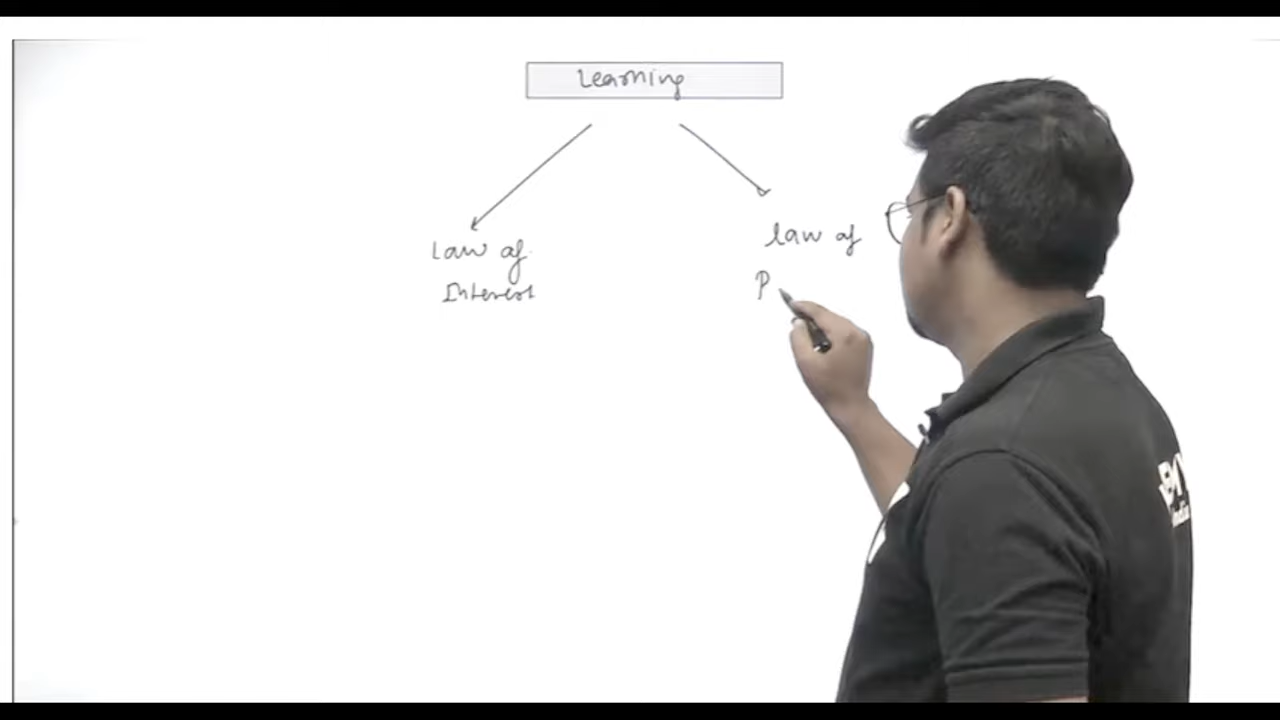 Learning
Law of
Interest
Law of
P